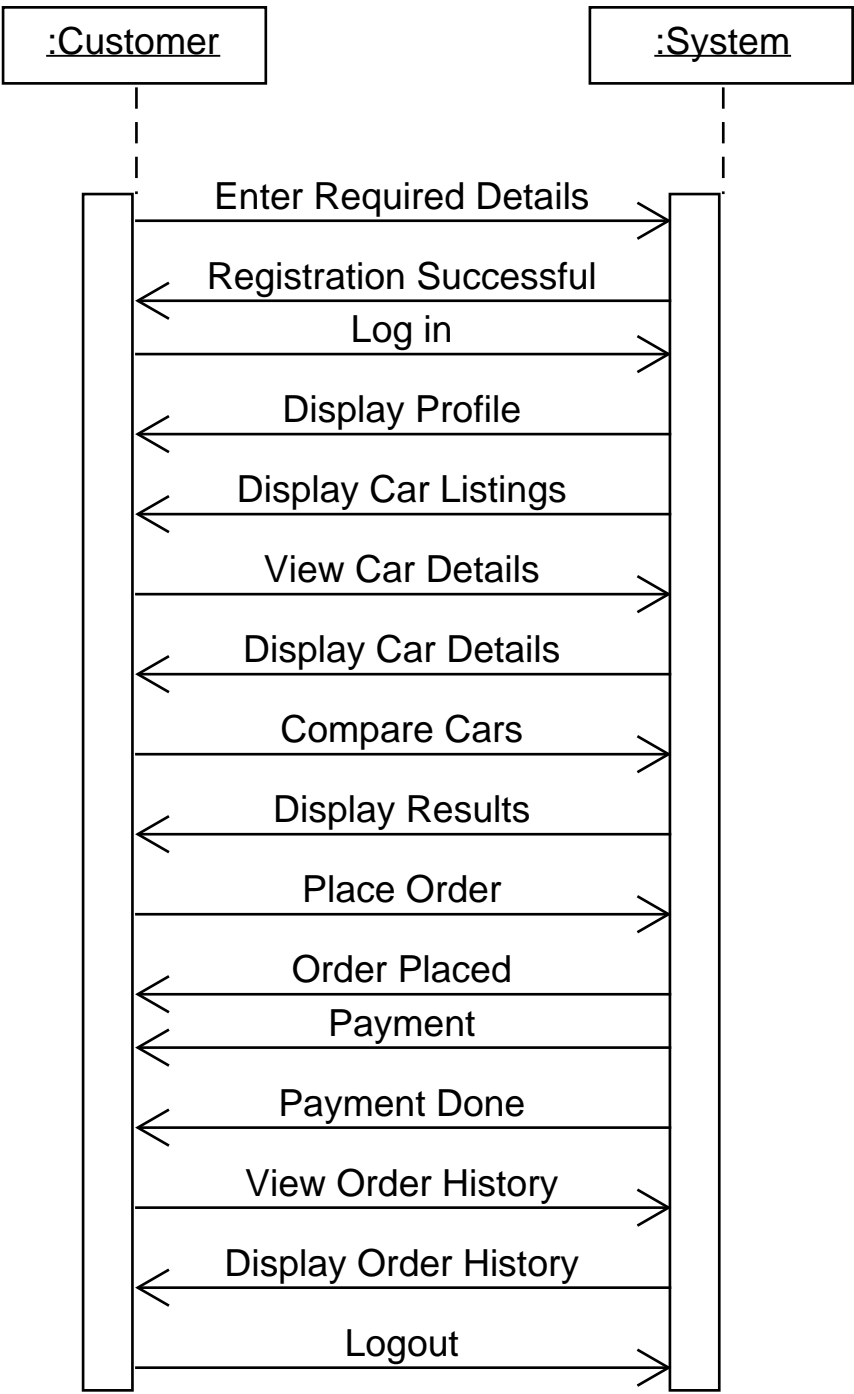 :Customer
:System
Enter Required Details
Registration Successful
Log in
Display Profile
Display Car Listings
View Car Details
Display Car Details
Compare Cars
Display Results
Place Order
Order Placed
Payment
Payment Done
View Order History
Display Order History
Logout